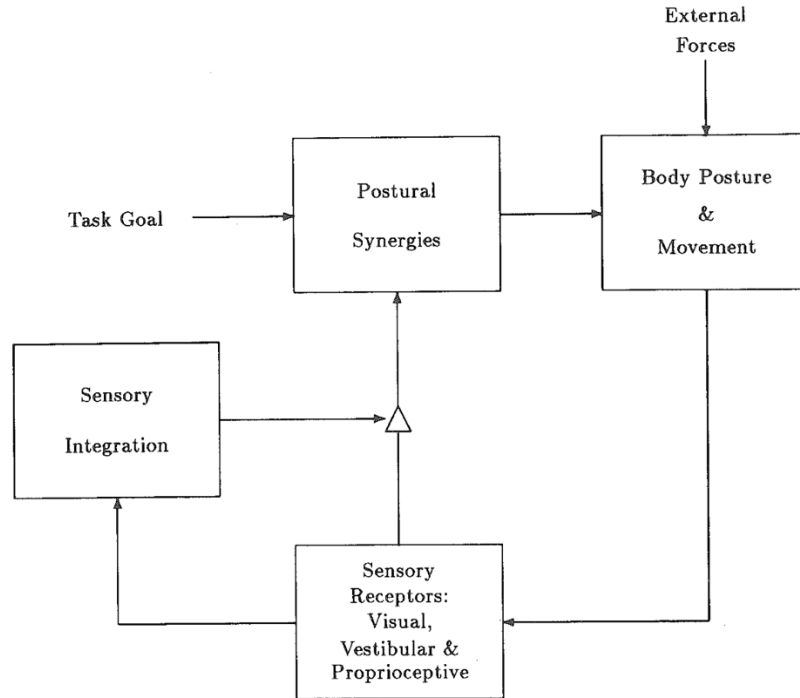 External
Forces
Postural
Synergies
Body Posture
&
Movement
Task Goal
Sensory
Integration
Sensory
Receptors:
Visual,
Vestibular &
Proprioceptive